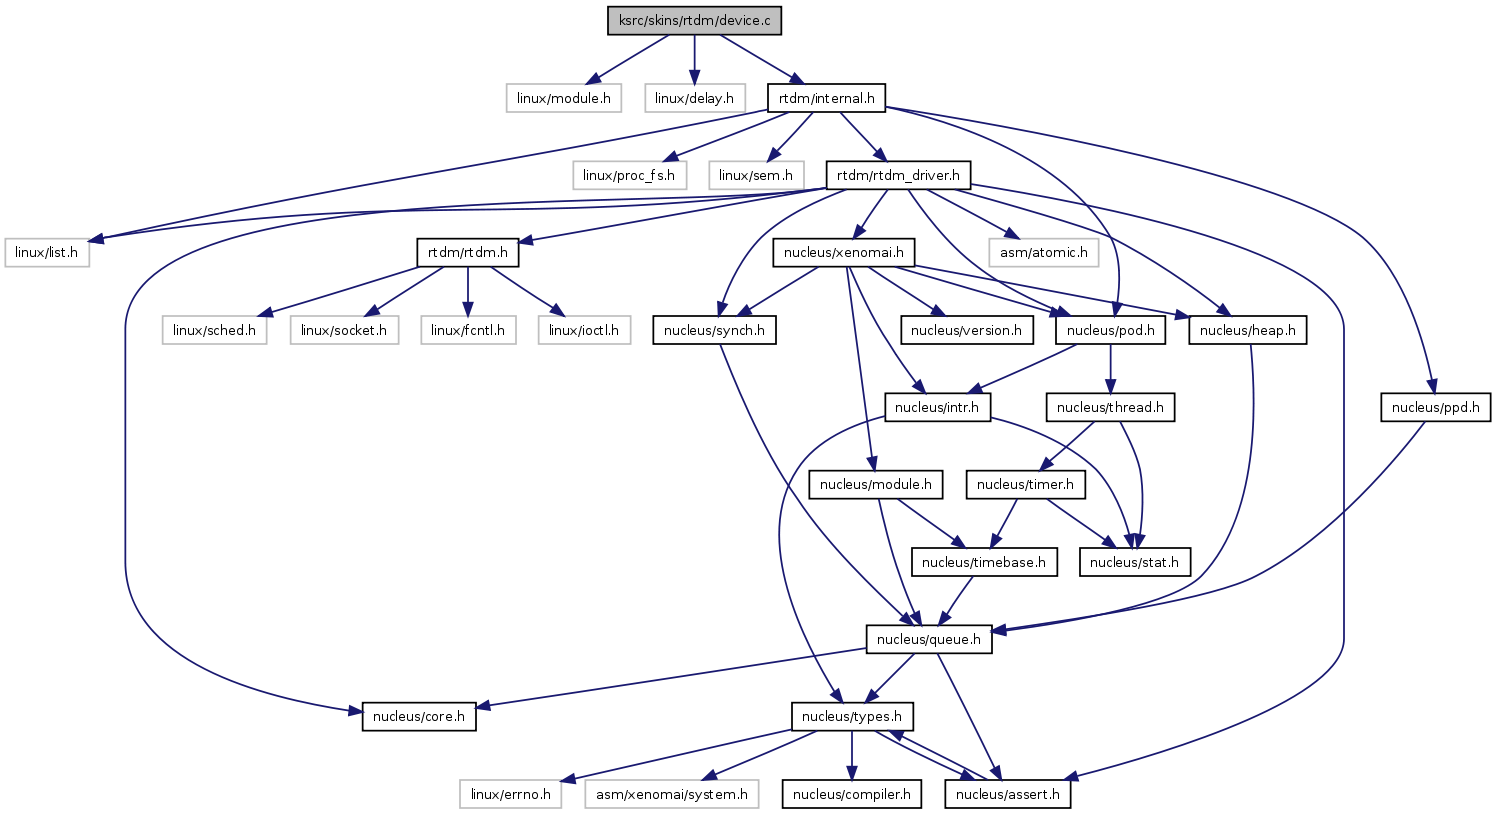 ksrc/skins/rtdm/device.c
linux/module.h
linux/delay.h
rtdm/internal.h
linux/proc_fs.h
linux/sem.h
rtdm/rtdm_driver.h
linux/list.h
rtdm/rtdm.h
nucleus/xenomai.h
asm/atomic.h
linux/sched.h
linux/socket.h
linux/fcntl.h
linux/ioctl.h
nucleus/synch.h
nucleus/version.h
nucleus/pod.h
nucleus/heap.h
nucleus/intr.h
nucleus/thread.h
nucleus/ppd.h
nucleus/module.h
nucleus/timer.h
nucleus/timebase.h
nucleus/stat.h
nucleus/queue.h
nucleus/core.h
nucleus/types.h
linux/errno.h
asm/xenomai/system.h
nucleus/compiler.h
nucleus/assert.h